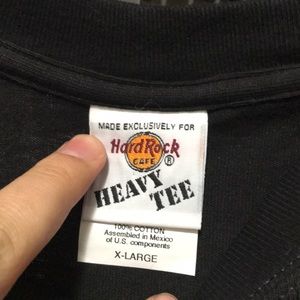 MADE EXCLUSIVELY FOR
Hard Rock
CAFE ®
HEAVY
TEE
100% COTTON
Assembled in Mexico
of U.S. components
X-LARGE